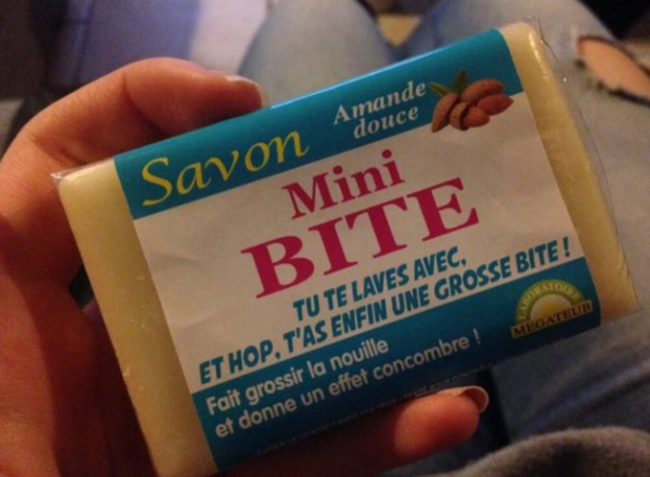 Savon
Amande
douce
Mini
BITE
TU TE LAVES AVEC,
ET HOP, T'AS ENFIN UNE GROSSE BITE !
Fait grossir la nouille
et donne un effet concombre !
LABORATOIRE
MEGATEUB